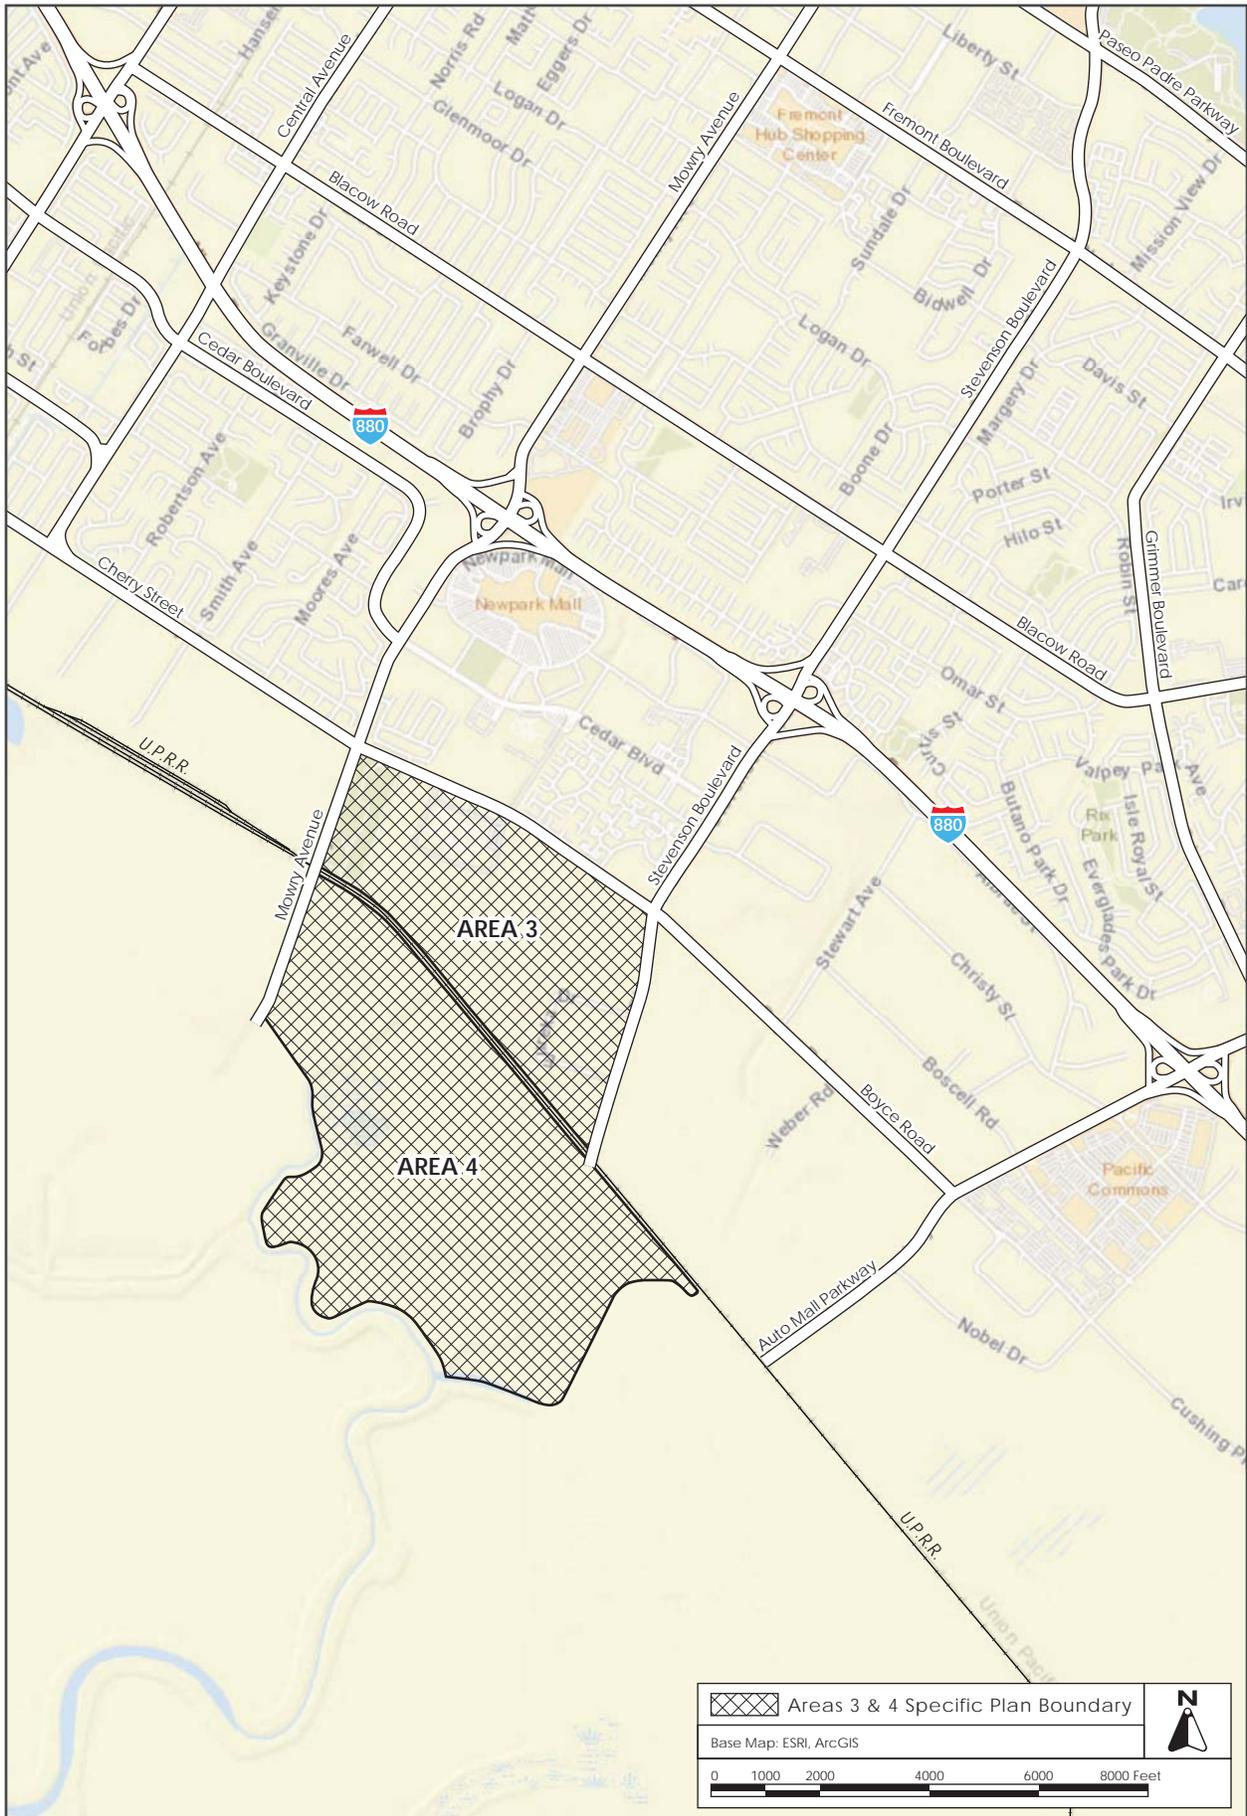 Hansen
Norris Rd
Eggers Dr
Liberty St
Paseo Padre Parkway
Central Avenue
Logan Dr
Glenmoor Dr
Mowry Avenue
Fremont
Hub Shopping
Center
Fremont Boulevard
Mission View Dr
Blacow Road
Sundale Dr
Keystone Dr
Union Pacific
Forbes Dr
Bidwell Dr
Stevenson Boulevard
Cedar Boulevard
Granville Dr
Farwell Dr
Brophy Dr
Logan Dr
Davis St
Margery Dr
880
Robertson Ave
Boone Dr
Porter St
Hilo St
Robin St
Grimmer Boulevard
Smith Ave
Moores Ave
Cherry Street
Newpark Mall
Newpark Mall
Blacow Road
Omar St
Curtis St
Cedar Blvd
U.P.R.R.
Stevenson Boulevard
Valpey Park Ave
Butano Park Dr
Rix
Park
Isle Royal St
880
Mowry Avenue
Stewart Ave
Everglades Park Dr
AREA 3
Christy St
Eureka Dr
Boscell Rd
Weber Rd
Boyce Road
AREA 4
Pacific
Commons
Auto Mall Parkway
Nobel Dr
U.P.R.R.
N
Areas 3 & 4 Specific Plan Boundary
Base Map: ESRI, ArcGIS
0 1000 2000 4000 6000 8000 Feet